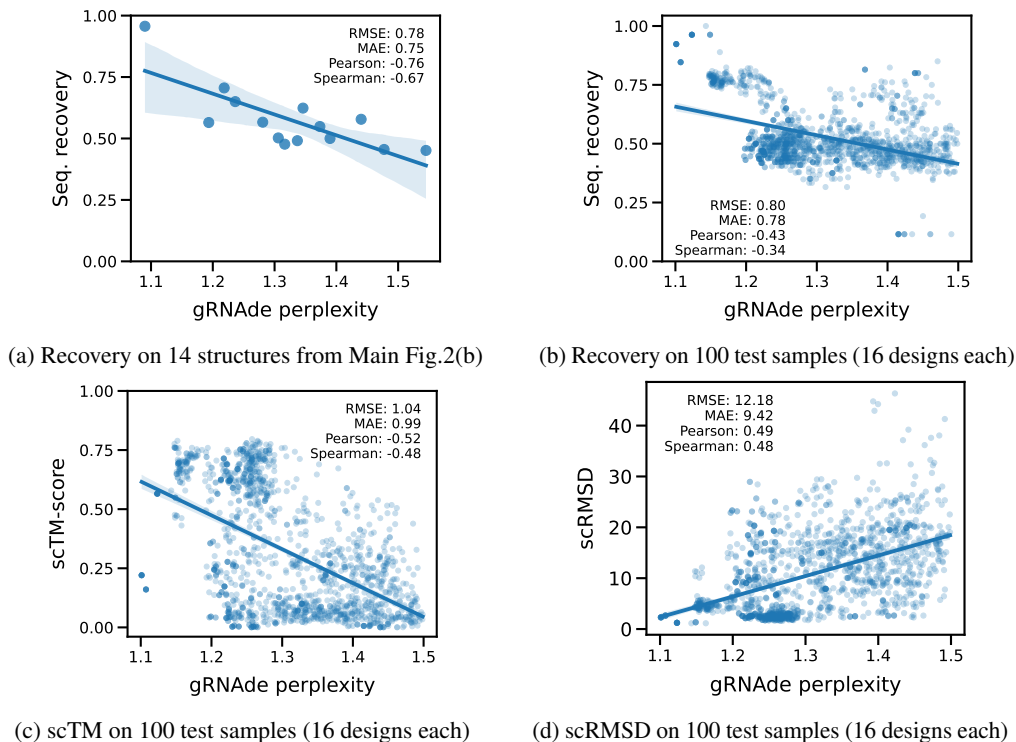 1.00
0.75
0.50
0.25
0.00
Seq. recovery
RMSE: 0.78
MAE: 0.75
Pearson: -0.76
Spearman: -0.67
1.1 1.2 1.3 1.4 1.5
gRNAde perplexity
(a) Recovery on 14 structures from Main Fig.2(b)
1.00
0.75
0.50
0.25
0.00
Seq. recovery
RMSE: 0.80
MAE: 0.78
Pearson: -0.43
Spearman: -0.34
1.1 1.2 1.3 1.4 1.5
gRNAde perplexity
(b) Recovery on 100 test samples (16 designs each)
1.00
0.75
0.50
0.25
0.00
scTM-score
RMSE: 1.04
MAE: 0.99
Pearson: -0.52
Spearman: -0.48
1.1 1.2 1.3 1.4 1.5
gRNAde perplexity
(c) scTM on 100 test samples (16 designs each)
40
30
20
10
0
scRMSD
RMSE: 12.18
MAE: 9.42
Pearson: 0.49
Spearman: 0.48
1.1 1.2 1.3 1.4 1.5
gRNAde perplexity
(d) scRMSD on 100 test samples (16 designs each)